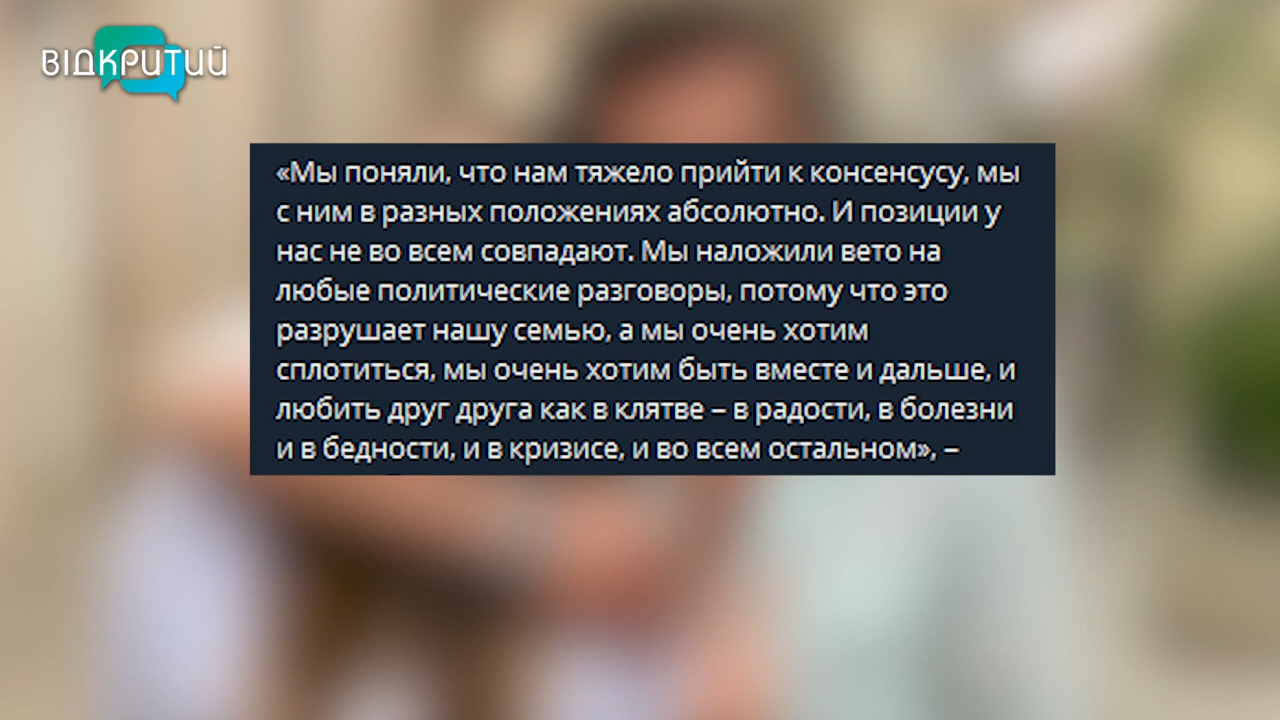 ВІДКРИТИЙ
«Мы поняли, что нам тяжело прийти к консенсусу, мы
с ним в разных положениях абсолютно. И позиции у
нас не во всем совпадают. Мы наложили вето на
любые политические разговоры, потому что это
разрушает нашу семью, а мы очень хотим
сплотиться, мы очень хотим быть вместе и дальше, и
любить друг друга как в клятве – в радости, в болезни
и в бедности, и в кризисе, и во всем остальном», –